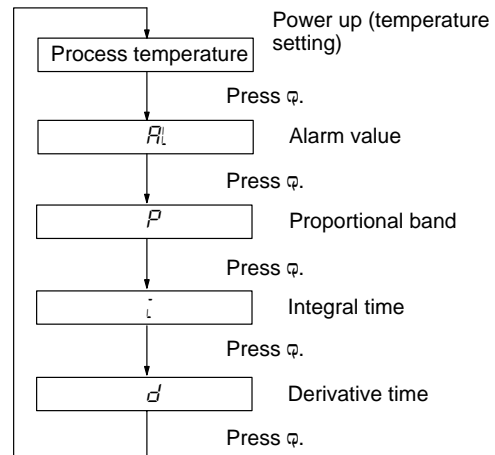 Power up (temperature
setting)
Process temperature
Press
AL
Alarm value
Press
P
Proportional band
Press
i
Integral time
Press
d
Derivative time
Press